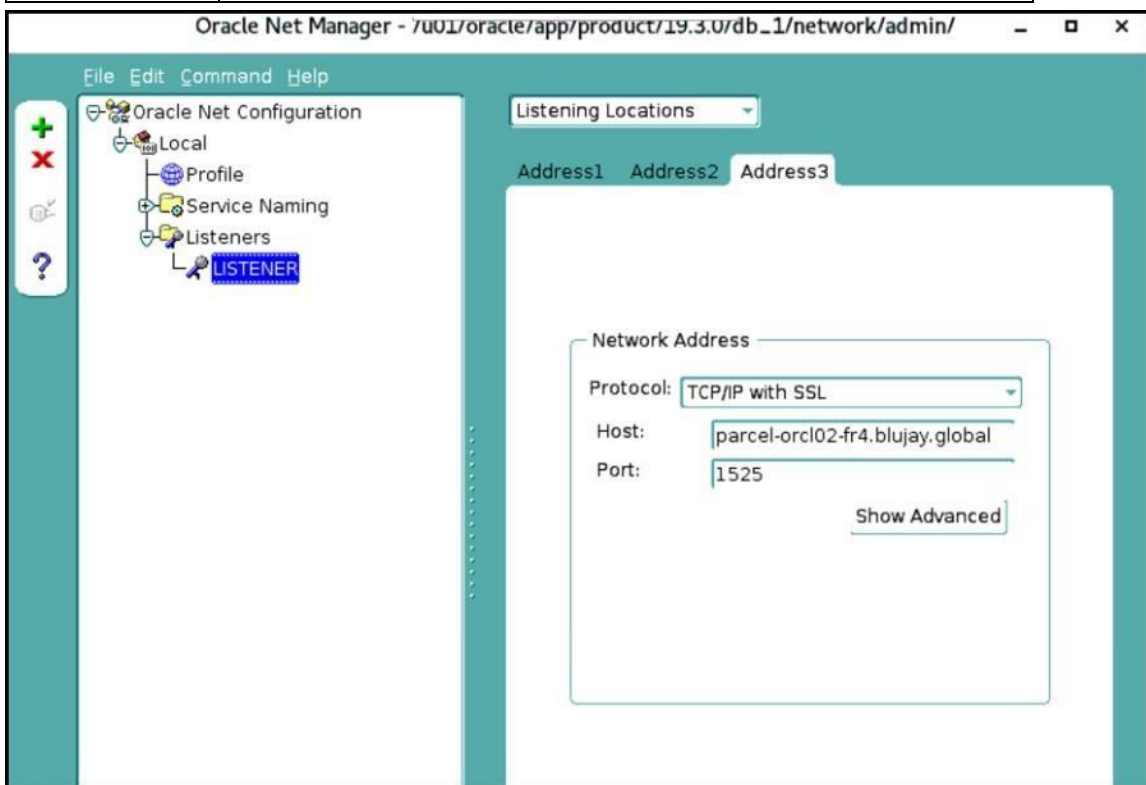 Oracle Net Manager - /u01/oracle/app/product/19.3.0/db_1/network/admin/
File Edit Command Help
Oracle Net Configuration
Local
Profile
Service Naming
Listeners
LISTENER
Listening Locations
Address1 Address2 Address3
Network Address
Protocol: TCP/IP with SSL
Host: parcel-orcl02-fr4.blujay.global
Port: 1525
Show Advanced